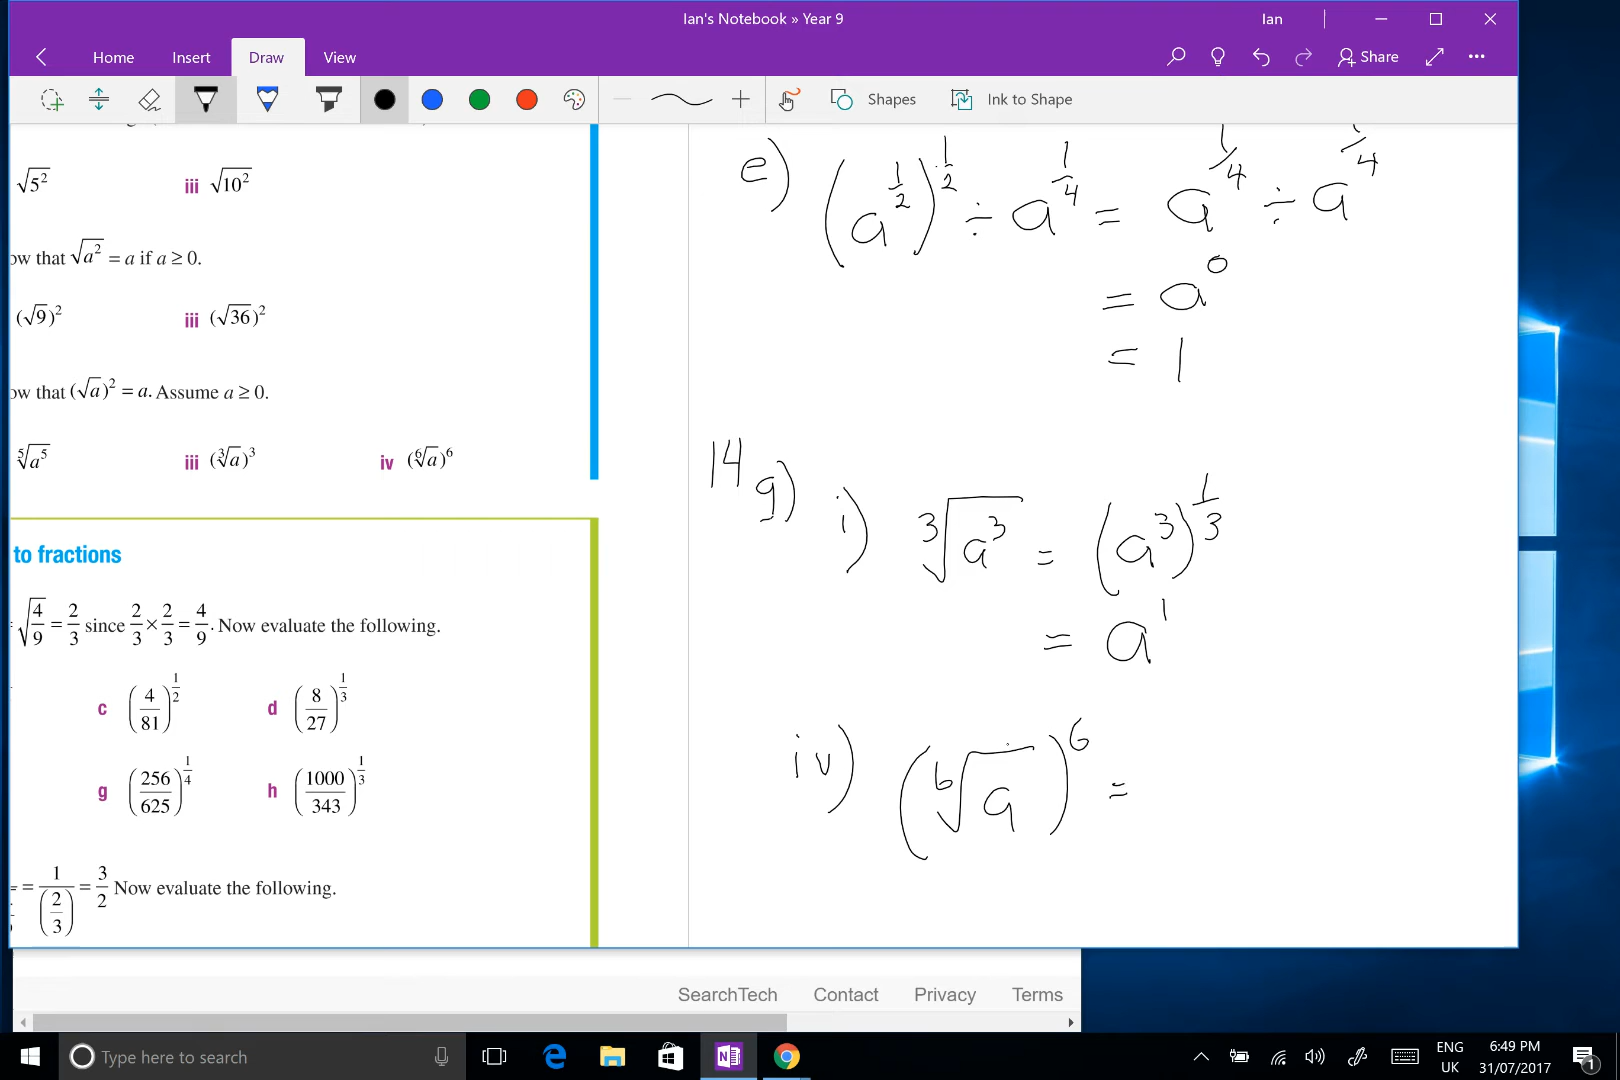 Ian's Notebook » Year 9
Ian
Home Insert Draw View
Share
Shapes Ink to Shape
√5² iii √10²
ow that √a² = a if a ≥ 0.
(√9)² iii (√36)²
ow that (√a)² = a. Assume a ≥ 0.
⁵√a⁵ iii (³√a)³ iv (⁶√a)⁶
to fractions
√(4/9) = 2/3 since 2/3 × 2/3 = 4/9. Now evaluate the following.
c (4/81)^(1/2) d (8/27)^(1/3)
g (256/625)^(1/4) h (1000/343)^(1/3)
= 1/(2/3) = 3/2 Now evaluate the following.
e) (a^(1/2))^(1/2) ÷ a^(1/4) = a^(1/4) ÷ a^(1/4)
= a⁰
= 1
14 g) i) ³√a³ = (a³)^(1/3)
= a¹
iv) (⁶√a)⁶ =
SearchTech Contact Privacy Terms
Type here to search
ENG
UK
6:49 PM
31/07/2017
1